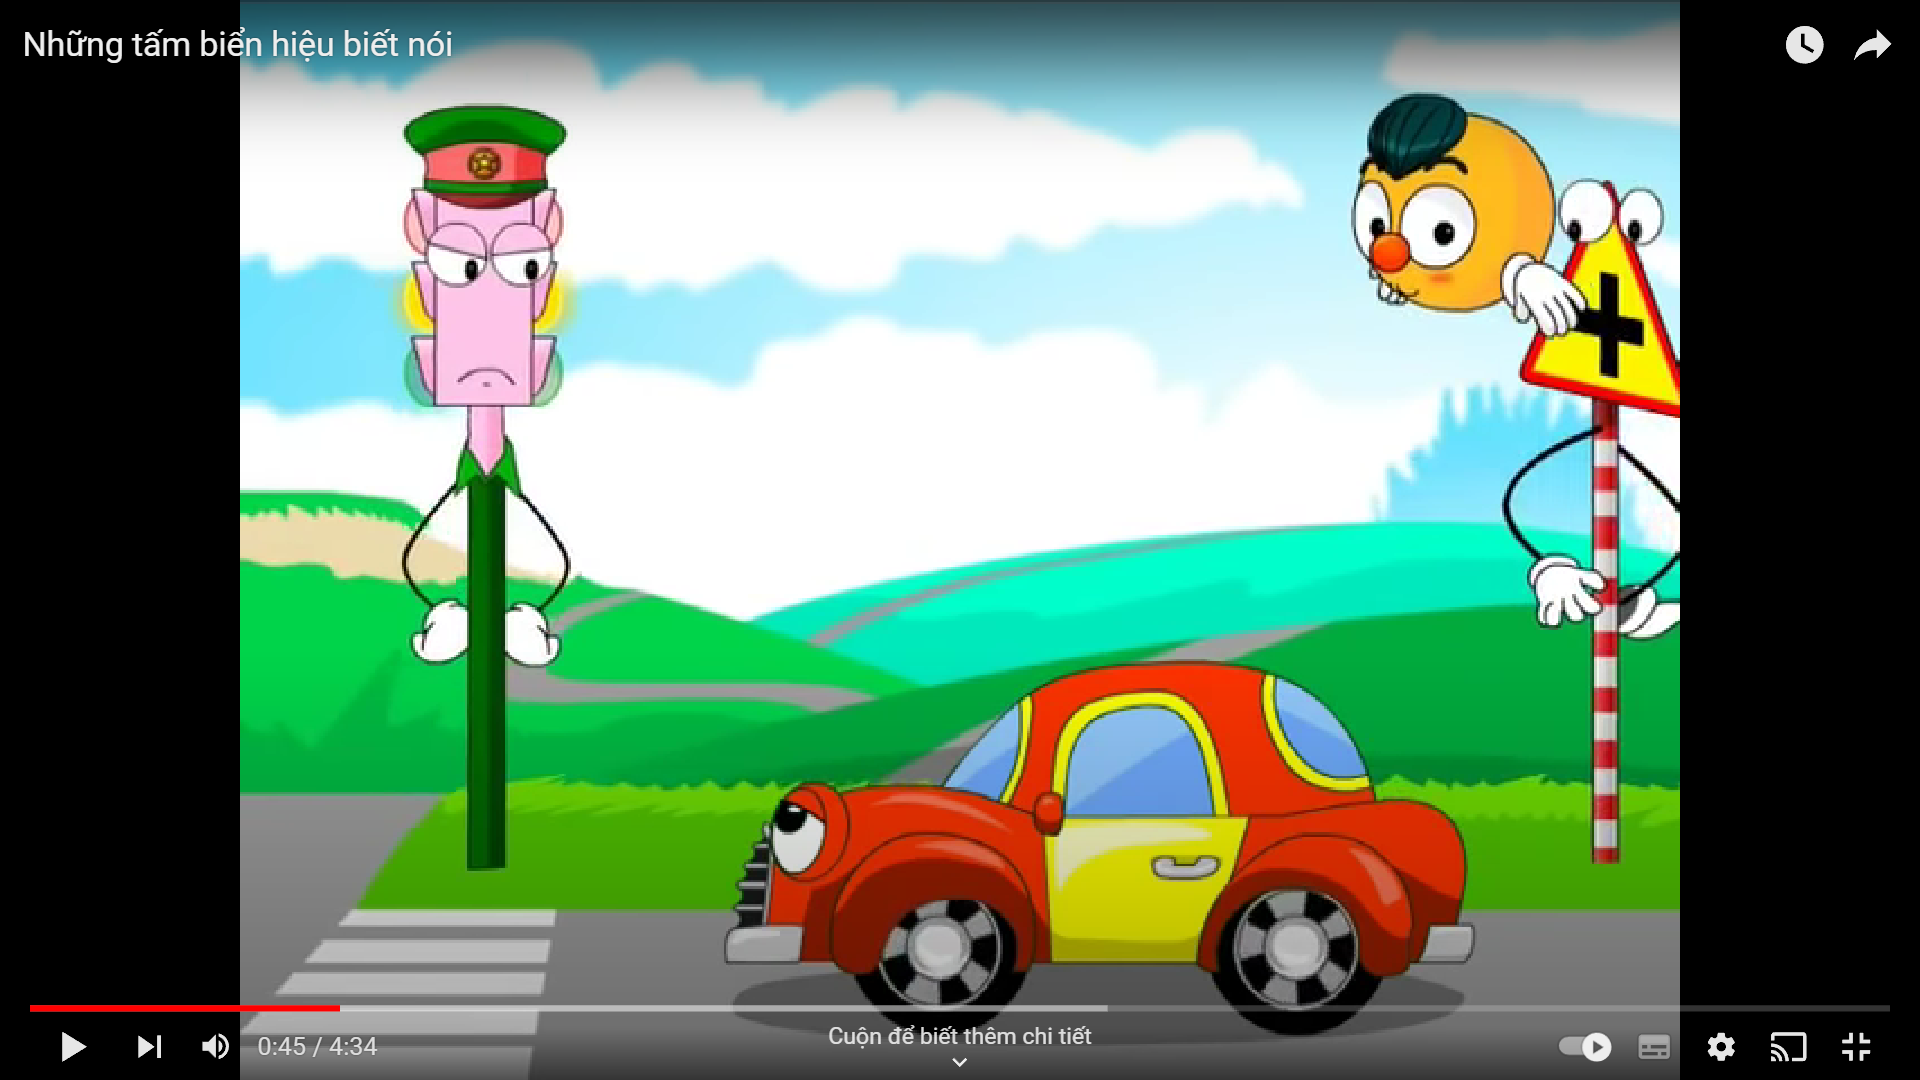 Những tấm biển hiệu biết nói
0:45 / 4:34
Cuộn để biết thêm chi tiết